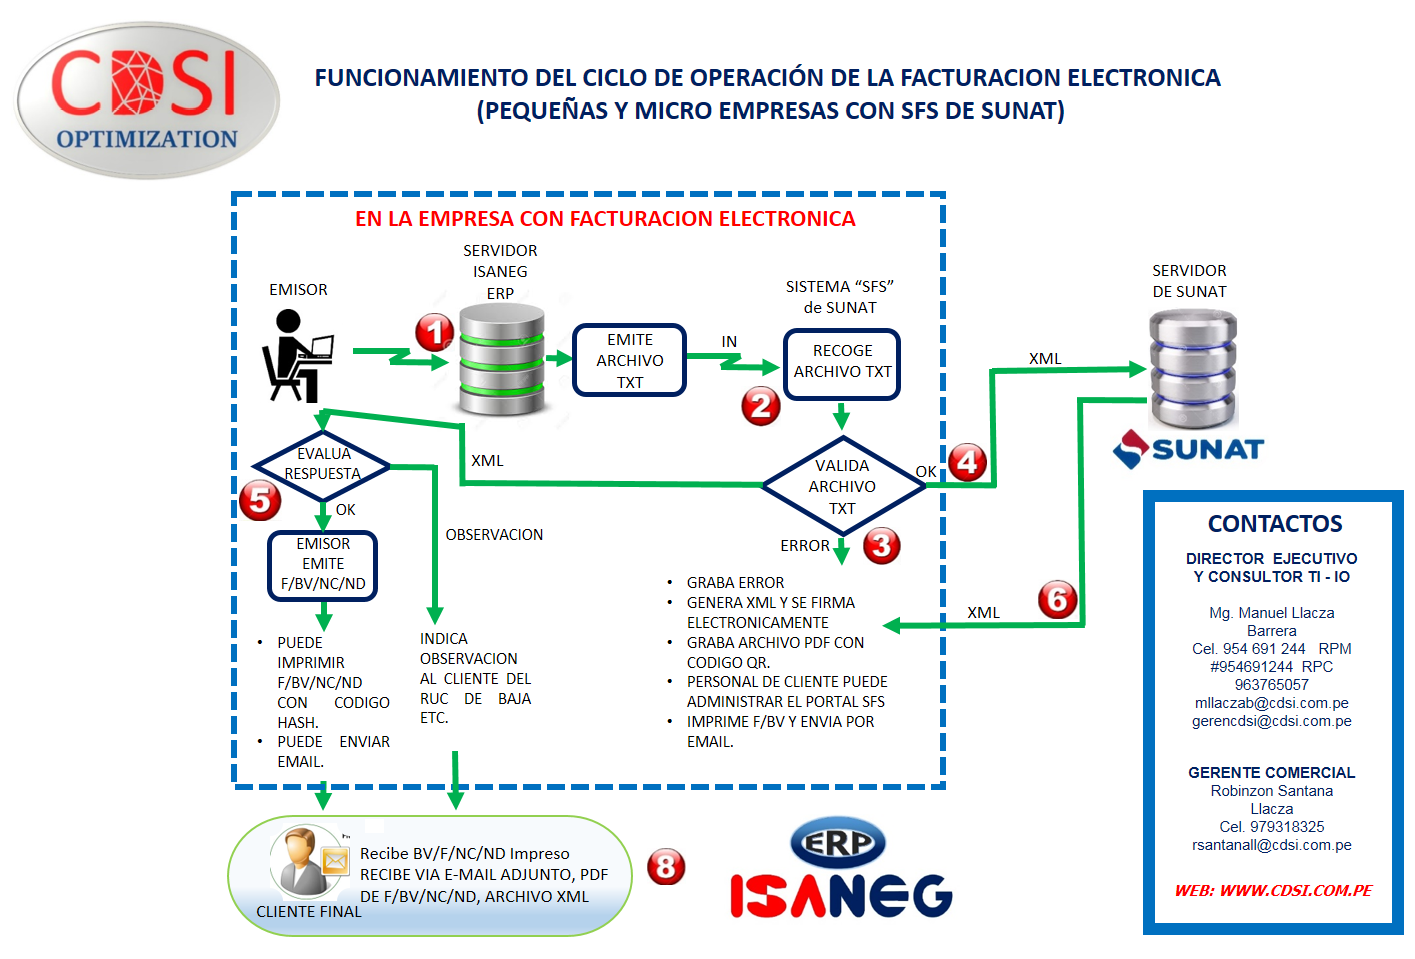 CDSI
OPTIMIZATION
FUNCIONAMIENTO DEL CICLO DE OPERACIÓN DE LA FACTURACION ELECTRONICA
(PEQUEÑAS Y MICRO EMPRESAS CON SFS DE SUNAT)
EN LA EMPRESA CON FACTURACION ELECTRONICA
EMISOR
1
SERVIDOR
ISANEG
ERP
EMITE
ARCHIVO
TXT
IN
2
SISTEMA “SFS”
de SUNAT
RECOGE
ARCHIVO TXT
VALIDA
ARCHIVO
TXT
OK
4
XML
SERVIDOR
DE SUNAT
SUNAT
XML
EVALUA
RESPUESTA
5
OK
OBSERVACION
EMISOR
EMITE
F/BV/NC/ND
ERROR
3
• GRABA ERROR
• GENERA XML Y SE FIRMA
ELECTRONICAMENTE
• GRABA ARCHIVO PDF CON
CODIGO QR.
• PERSONAL DE CLIENTE PUEDE
ADMINISTRAR EL PORTAL SFS
• IMPRIME F/BV Y ENVIA POR
EMAIL.
XML
6
• PUEDE
IMPRIMIR
F/BV/NC/ND
CON CODIGO
HASH.
• PUEDE ENVIAR
EMAIL.
INDICA
OBSERVACION
AL CLIENTE DEL
RUC DE BAJA
ETC.
Recibe BV/F/NC/ND Impreso
RECIBE VIA E-MAIL ADJUNTO, PDF
DE F/BV/NC/ND, ARCHIVO XML
CLIENTE FINAL
8
ERP
ISANEG
CONTACTOS
DIRECTOR EJECUTIVO
Y CONSULTOR TI - IO
Mg. Manuel Llacza
Barrera
Cel. 954 691 244 RPM
#954691244 RPC
963765057
mllaczab@cdsi.com.pe
gerencdsi@cdsi.com.pe
GERENTE COMERCIAL
Robinzon Santana
Llacza
Cel. 979318325
rsantanall@cdsi.com.pe
WEB: WWW.CDSI.COM.PE